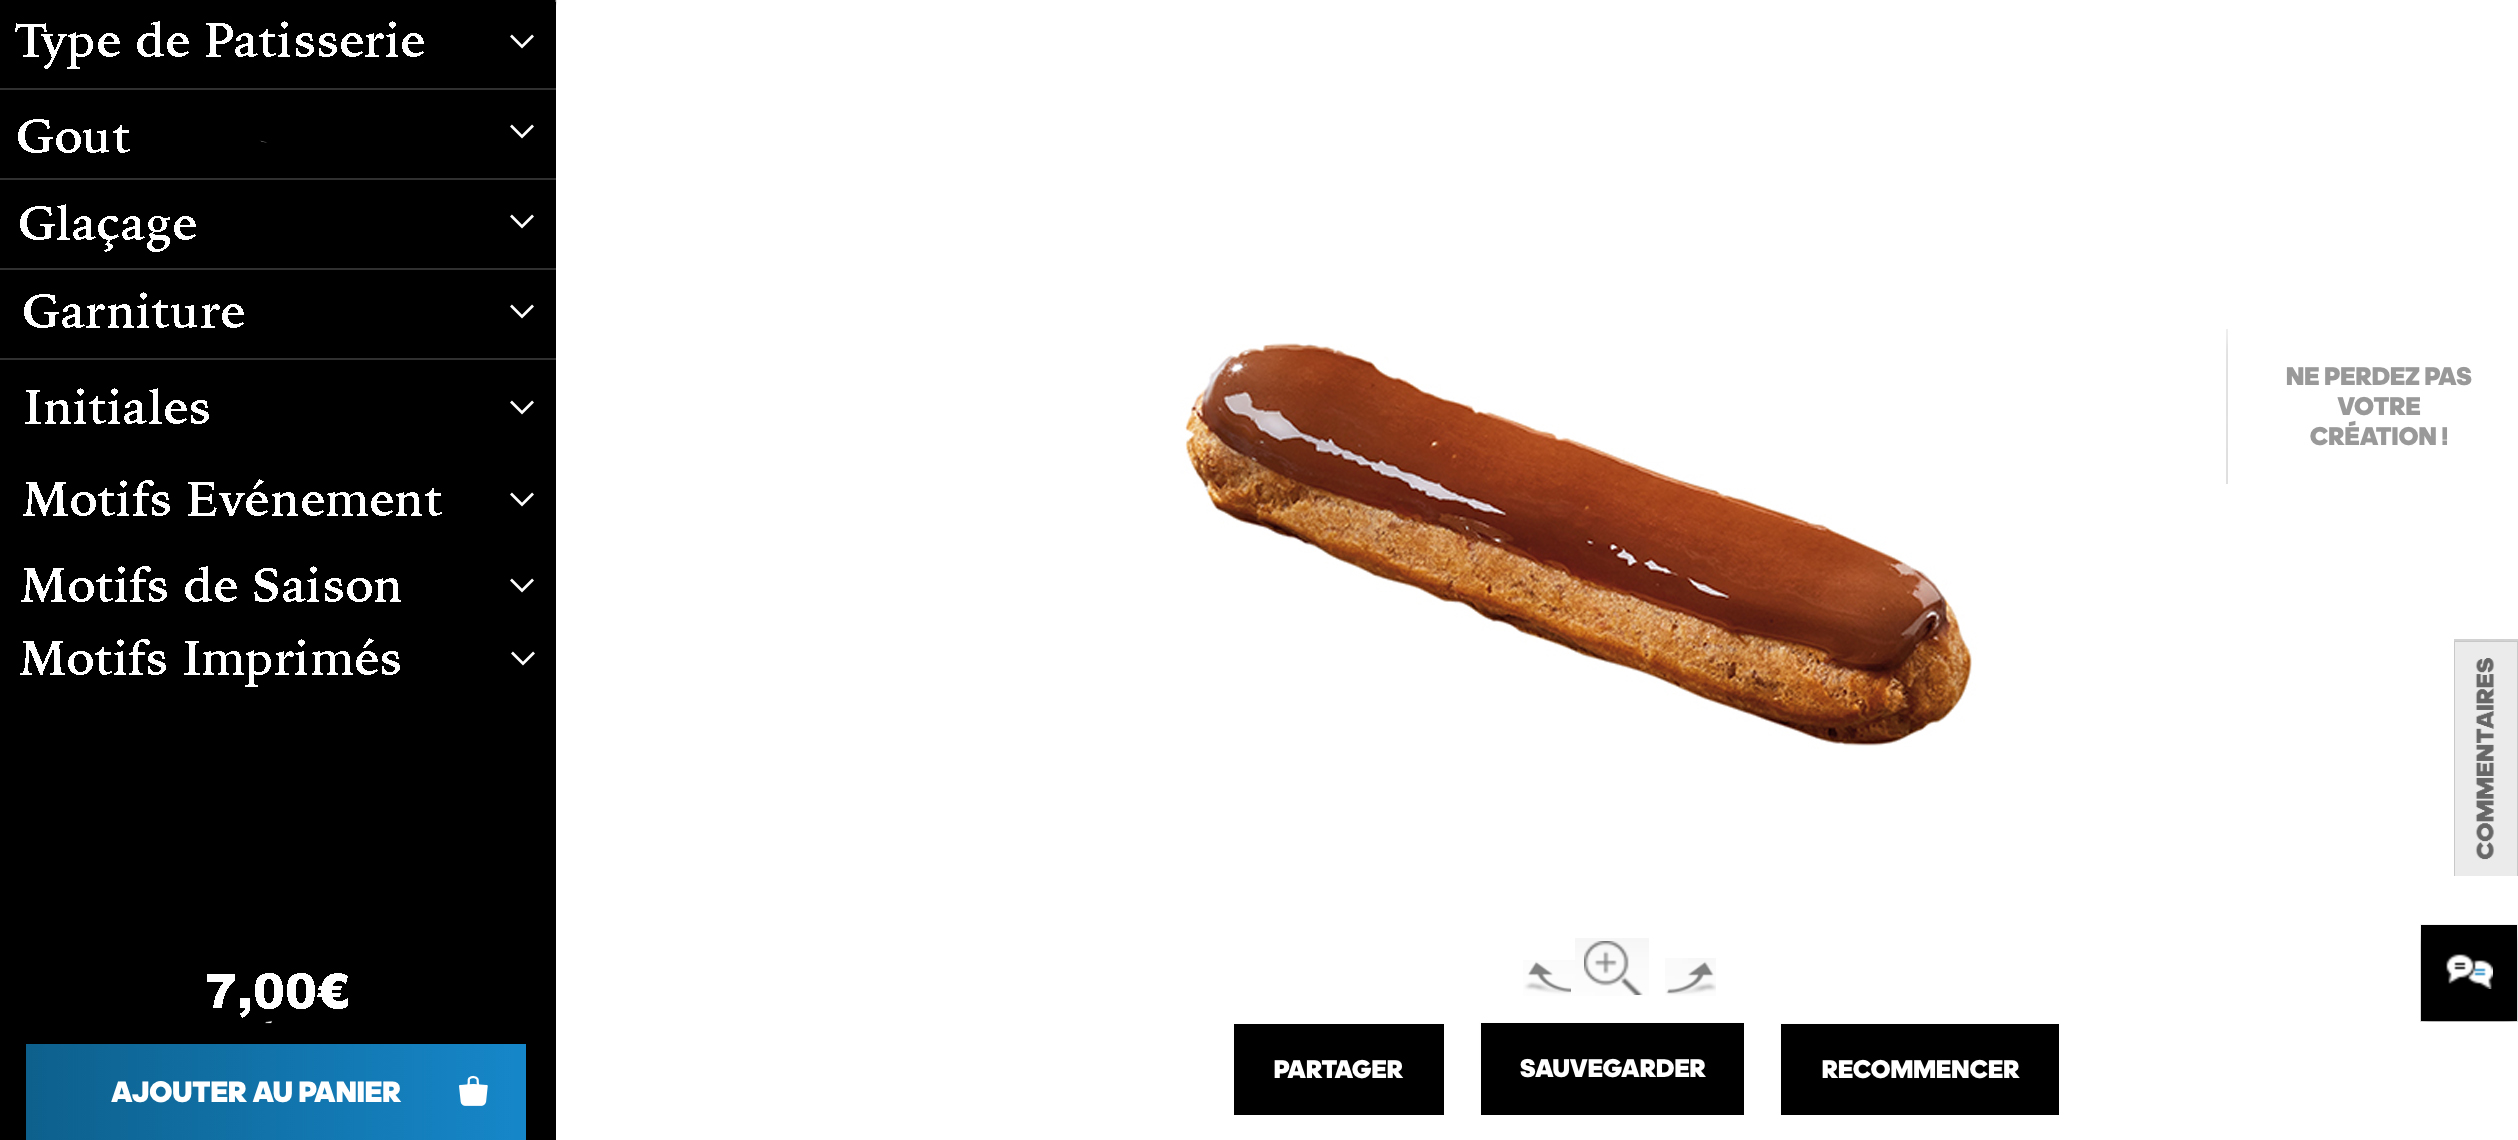 Type de Patisserie
Gout
Glaçage
Garniture
Initiales
Motifs Evénement
Motifs de Saison
Motifs Imprimés
7,00€
AJOUTER AU PANIER
NE PERDEZ PAS
VOTRE
CRÉATION !
COMMENTAIRES
PARTAGER
SAUVEGARDER
RECOMMENCER